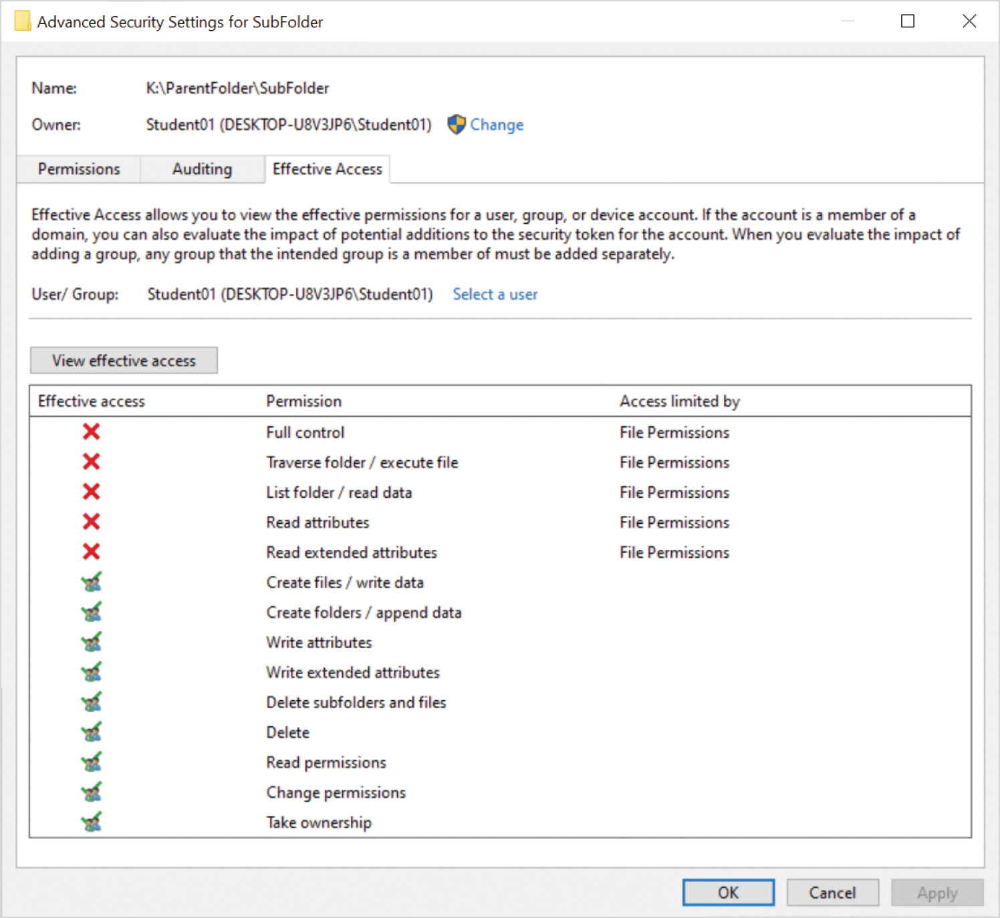 Advanced Security Settings for SubFolder
Name: K:\ParentFolder\SubFolder
Owner: Student01 (DESKTOP-U8V3JP6\Student01) Change
Permissions Auditing Effective Access
Effective Access allows you to view the effective permissions for a user, group, or device account. If the account is a member of a
domain, you can also evaluate the impact of potential additions to the security token for the account. When you evaluate the impact of
adding a group, any group that the intended group is a member of must be added separately.
User/ Group: Student01 (DESKTOP-U8V3JP6\Student01) Select a user
View effective access
Effective access Permission Access limited by
Full control File Permissions
Traverse folder / execute file File Permissions
List folder / read data File Permissions
Read attributes File Permissions
Read extended attributes File Permissions
Create files / write data
Create folders / append data
Write attributes
Write extended attributes
Delete subfolders and files
Delete
Read permissions
Change permissions
Take ownership
OK Cancel Apply